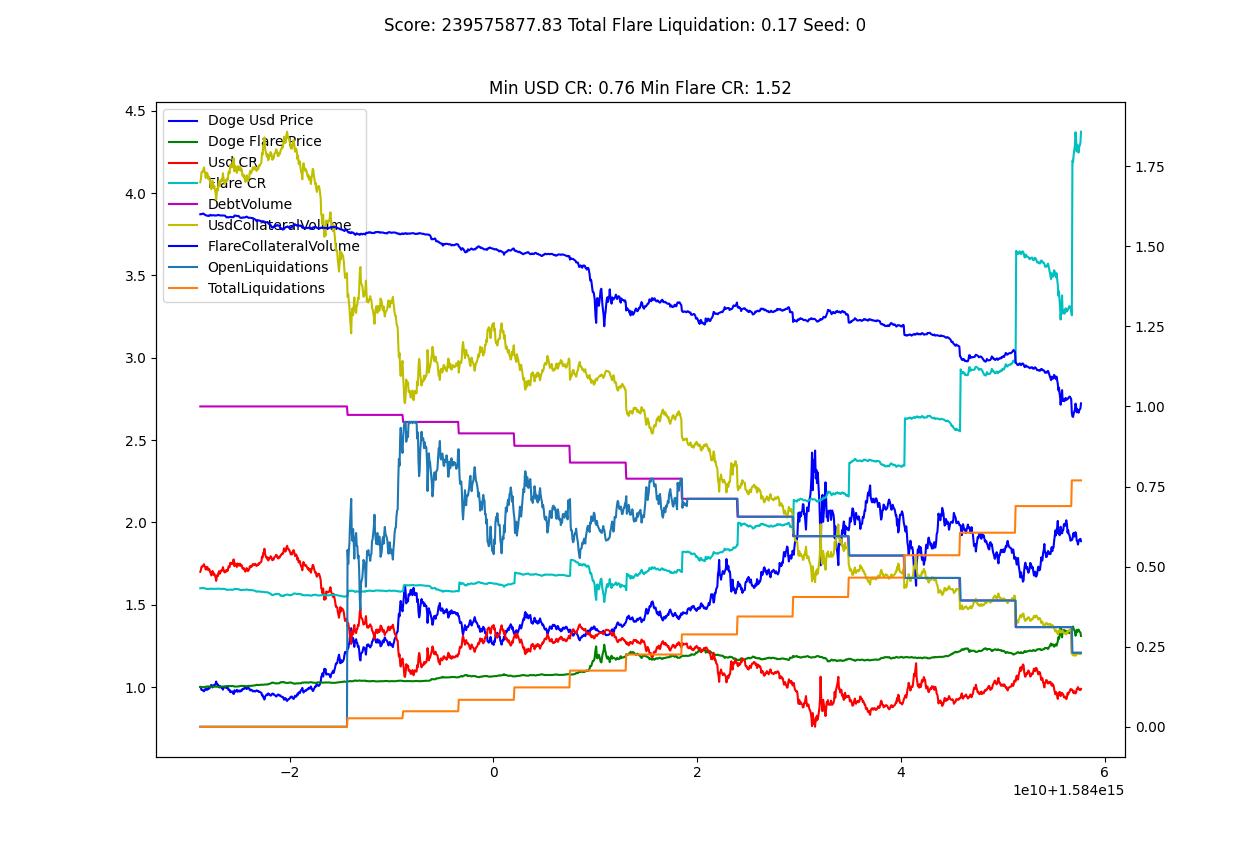 Score: 239575877.83 Total Flare Liquidation: 0.17 Seed: 0
Min USD CR: 0.76 Min Flare CR: 1.52
Doge Usd Price
Doge Flare Price
Usd CR
Flare CR
DebtVolume
UsdCollateralVolume
FlareCollateralVolume
OpenLiquidations
TotalLiquidations
4.5
4.0
3.5
3.0
2.5
2.0
1.5
1.0
1.75
1.50
1.25
1.00
0.75
0.50
0.25
0.00
−2
0
2
4
6
1e10+1.584e15